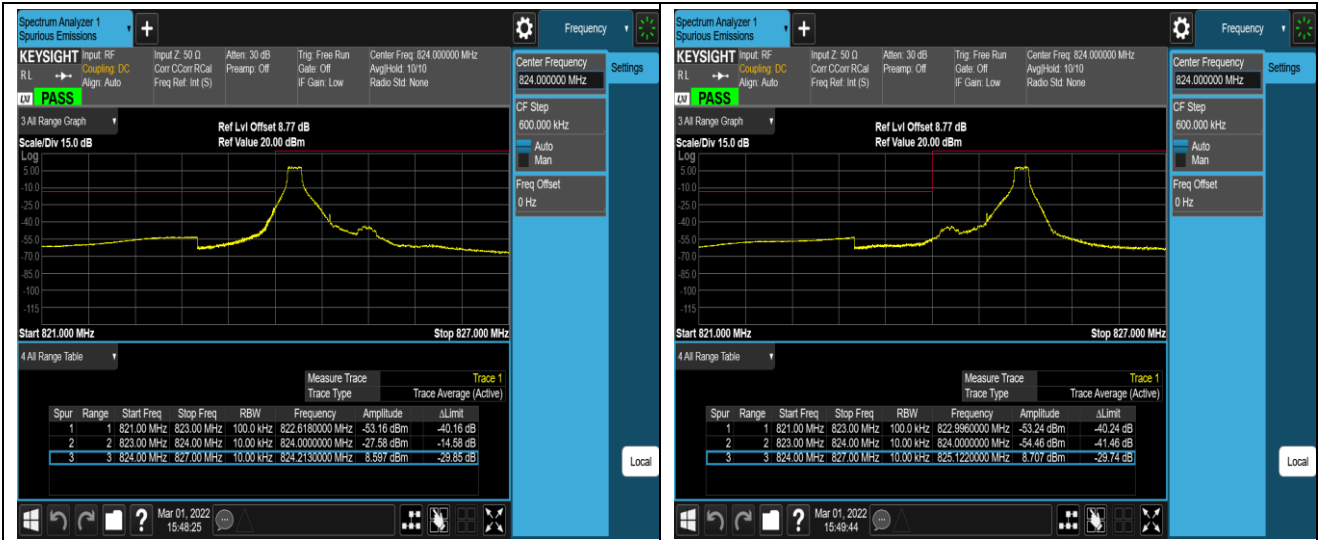 Spectrum Analyzer 1
Spurious Emissions
+
Frequency
KEYSIGHT Input: RF Input Z: 50 Ω Atten: 30 dB Trig: Free Run Center Freq: 824.000000 MHz
RL Coupling: DC Corr CCorr RCal Preamp: Off Gate: Off Avg|Hold: 10/10
Align: Auto Freq Ref: Int (S) IF Gain: Low Radio Std: None
LXI PASS
Center Frequency
824.000000 MHz
Settings
CF Step
600.000 kHz
Auto
Man
Freq Offset
0 Hz
3 All Range Graph
Ref Lvl Offset 8.77 dB
Scale/Div 15.0 dB Ref Value 20.00 dBm
Log
5.00
-10.0
-25.0
-40.0
-55.0
-70.0
-85.0
-100
-115
Start 821.000 MHz Stop 827.000 MHz
4 All Range Table
Measure Trace Trace 1
Trace Type Trace Average (Active)
Spur Range Start Freq Stop Freq RBW Frequency Amplitude ΔLimit
1 1 821.00 MHz 823.00 MHz 100.0 kHz 822.6180000 MHz -53.16 dBm -40.16 dB
2 2 823.00 MHz 824.00 MHz 10.00 kHz 824.0000000 MHz -27.58 dBm -14.58 dB
3 3 824.00 MHz 827.00 MHz 10.00 kHz 824.2130000 MHz 8.597 dBm -29.85 dB
Local
?
Mar 01, 2022
15:48:25
Spectrum Analyzer 1
Spurious Emissions
+
Frequency
KEYSIGHT Input: RF Input Z: 50 Ω Atten: 30 dB Trig: Free Run Center Freq: 824.000000 MHz
RL Coupling: DC Corr CCorr RCal Preamp: Off Gate: Off Avg|Hold: 10/10
Align: Auto Freq Ref: Int (S) IF Gain: Low Radio Std: None
LXI PASS
Center Frequency
824.000000 MHz
Settings
CF Step
600.000 kHz
Auto
Man
Freq Offset
0 Hz
3 All Range Graph
Ref Lvl Offset 8.77 dB
Scale/Div 15.0 dB Ref Value 20.00 dBm
Log
5.00
-10.0
-25.0
-40.0
-55.0
-70.0
-85.0
-100
-115
Start 821.000 MHz Stop 827.000 MHz
4 All Range Table
Measure Trace Trace 1
Trace Type Trace Average (Active)
Spur Range Start Freq Stop Freq RBW Frequency Amplitude ΔLimit
1 1 821.00 MHz 823.00 MHz 100.0 kHz 822.9960000 MHz -53.24 dBm -40.24 dB
2 2 823.00 MHz 824.00 MHz 10.00 kHz 824.0000000 MHz -54.46 dBm -41.46 dB
3 3 824.00 MHz 827.00 MHz 10.00 kHz 825.1220000 MHz 8.707 dBm -29.74 dB
Local
?
Mar 01, 2022
15:49:44